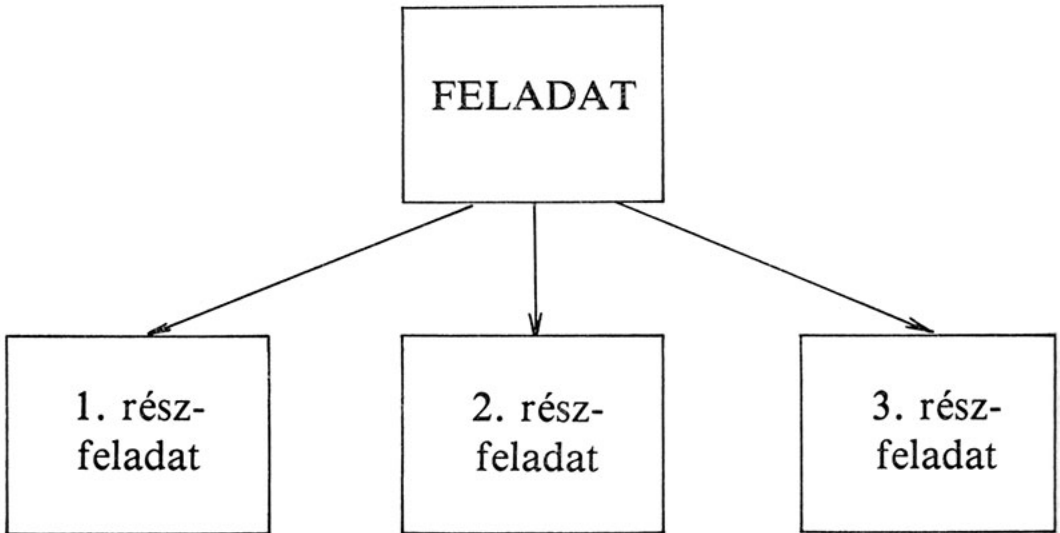 FELADAT
1. rész-
feladat
2. rész-
feladat
3. rész-
feladat